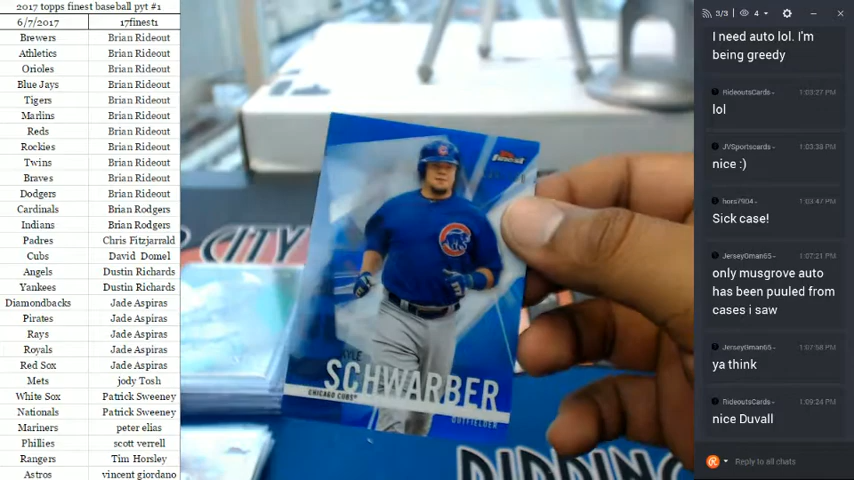 2017 topps finest baseball pyt #1
6/7/2017 17finest1
Brewers Brian Rideout
Athletics Brian Rideout
Orioles Brian Rideout
Blue Jays Brian Rideout
Tigers Brian Rideout
Marlins Brian Rideout
Reds Brian Rideout
Rockies Brian Rideout
Twins Brian Rideout
Braves Brian Rideout
Dodgers Brian Rideout
Cardinals Brian Rodgers
Indians Brian Rodgers
Padres Chris Fitzjarrald
Cubs David Domel
Angels Dustin Richards
Yankees Dustin Richards
Diamondbacks Jade Aspiras
Pirates Jade Aspiras
Rays Jade Aspiras
Royals Jade Aspiras
Red Sox Jade Aspiras
Mets jody Tosh
White Sox Patrick Sweeney
Nationals Patrick Sweeney
Mariners peter elias
Phillies scott verrell
Rangers Tim Horsley
Astros vincent giordano
Finest
KYLE
SCHWARBER
CHICAGO CUBS
OUTFIELDER
CITY
RIPPING
3/3 4
I need auto lol. I'm
being greedy
RideoutsCards 1:03:27 PM
lol
JVSportscards 1:03:38 PM
nice :)
hors7904 1:03:47 PM
Sick case!
JerseyGman65 1:07:21 PM
only musgrove auto
has been puuled from
cases i saw
JerseyGman65 1:07:58 PM
ya think
RideoutsCards 1:09:24 PM
nice Duvall
Reply to all chats